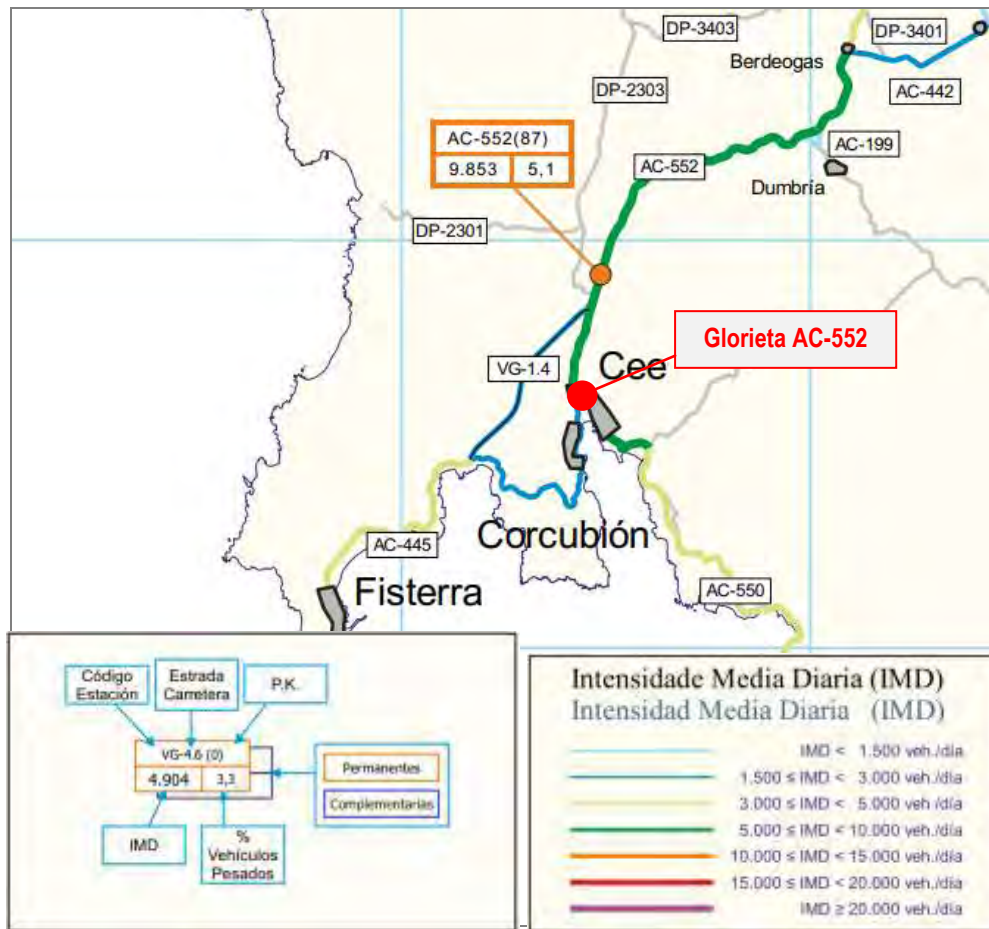 DP-3403
DP-3401
Berdeogas
DP-2303
AC-442
AC-552(87)
9.853 5,1
AC-199
AC-552
Dumbría
DP-2301
Glorieta AC-552
VG-1.4
Cee
Corcubión
AC-445
Fisterra
AC-550
Código
Estación
Estrada
Carretera
P.K.
VG-4.6 (0)
4.904 3,3
Permanentes
Complementarias
IMD
%
Vehículos
Pesados
Intensidade Media Diaria (IMD)
Intensidad Media Diaria (IMD)
IMD < 1.500 veh./día
1.500 ≤ IMD < 3.000 veh./día
3.000 ≤ IMD < 5.000 veh./día
5.000 ≤ IMD < 10.000 veh./día
10.000 ≤ IMD < 15.000 veh./día
15.000 ≤ IMD < 20.000 veh./día
IMD ≥ 20.000 veh./día